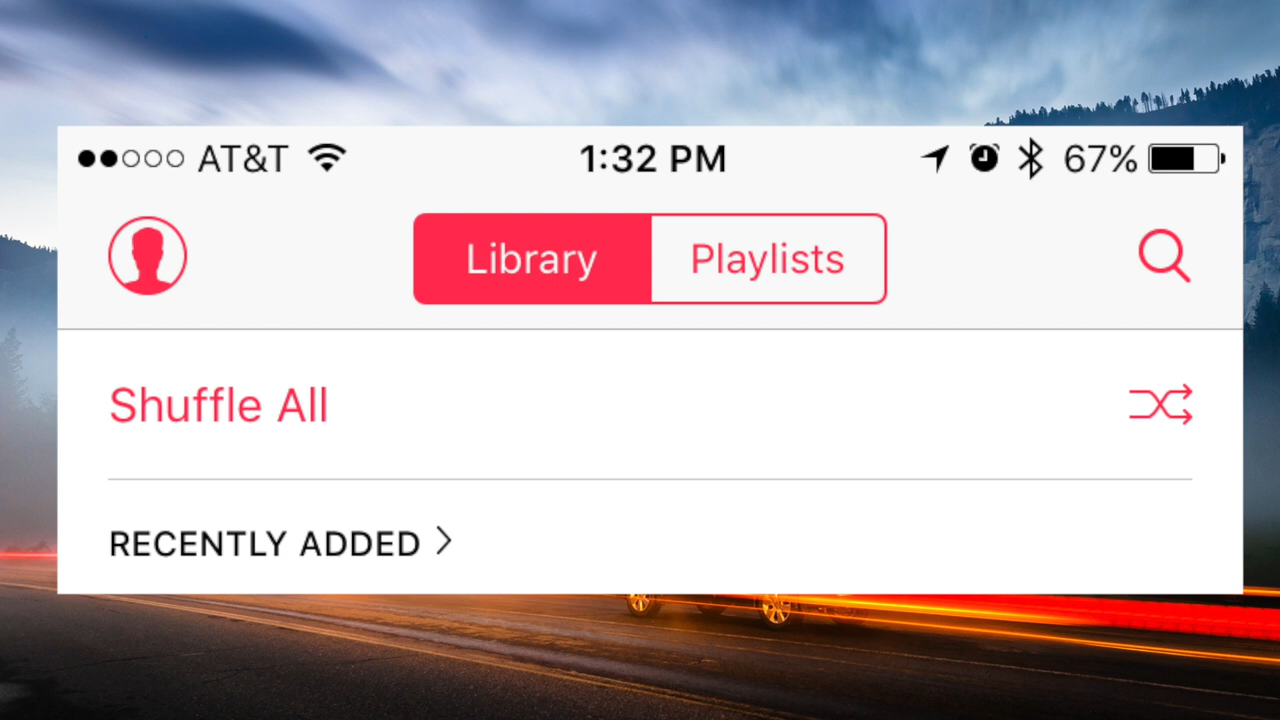 AT&T 1:32 PM 67%
Library Playlists
Shuffle All
RECENTLY ADDED >